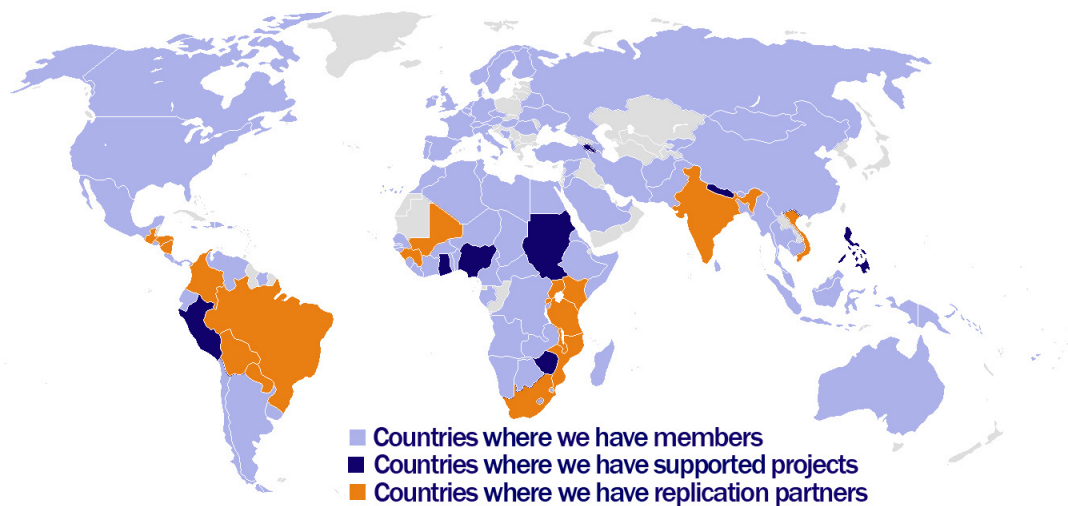 Countries where we have members
Countries where we have supported projects
Countries where we have replication partners